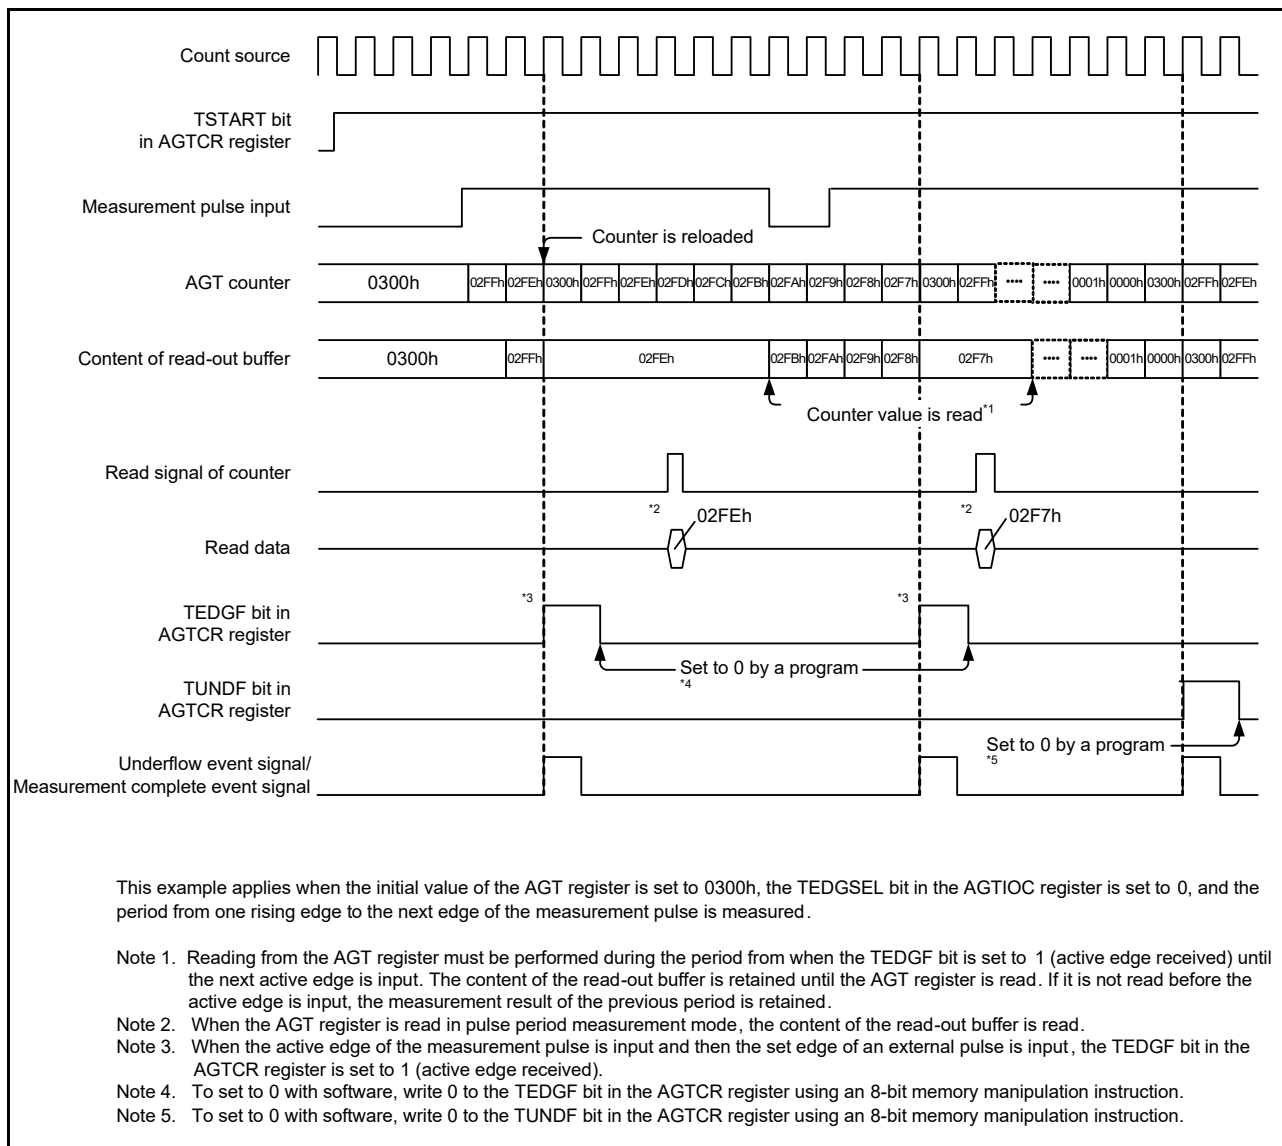 Count source
TSTART bit
in AGTCR register
Measurement pulse input
Counter is reloaded
AGT counter
0300h 02FFh 02FEh 0300h 02FFh 02FEh 02FDh 02FCh 02FBh 02FAh 02F9h 02F8h 02F7h 0300h 02FFh •••• •••• 0001h 0000h 0300h 02FFh 02FEh
Content of read-out buffer
0300h 02FFh 02FEh 02FBh 02FAh 02F9h 02F8h 02F7h •••• •••• 0001h 0000h 0300h 02FFh
Counter value is read*1
Read signal of counter
*2 02FEh *2 02F7h
Read data
*3 *3
TEDGF bit in
AGTCR register
Set to 0 by a program
*4
TUNDF bit in
AGTCR register
Set to 0 by a program
*5
Underflow event signal/
Measurement complete event signal
This example applies when the initial value of the AGT register is set to 0300h, the TEDGSEL bit in the AGTIOC register is set to 0, and the
period from one rising edge to the next edge of the measurement pulse is measured.
Note 1. Reading from the AGT register must be performed during the period from when the TEDGF bit is set to 1 (active edge received) until
the next active edge is input. The content of the read-out buffer is retained until the AGT register is read. If it is not read before the
active edge is input, the measurement result of the previous period is retained.
Note 2. When the AGT register is read in pulse period measurement mode, the content of the read-out buffer is read.
Note 3. When the active edge of the measurement pulse is input and then the set edge of an external pulse is input, the TEDGF bit in the
AGTCR register is set to 1 (active edge received).
Note 4. To set to 0 with software, write 0 to the TEDGF bit in the AGTCR register using an 8-bit memory manipulation instruction.
Note 5. To set to 0 with software, write 0 to the TUNDF bit in the AGTCR register using an 8-bit memory manipulation instruction.